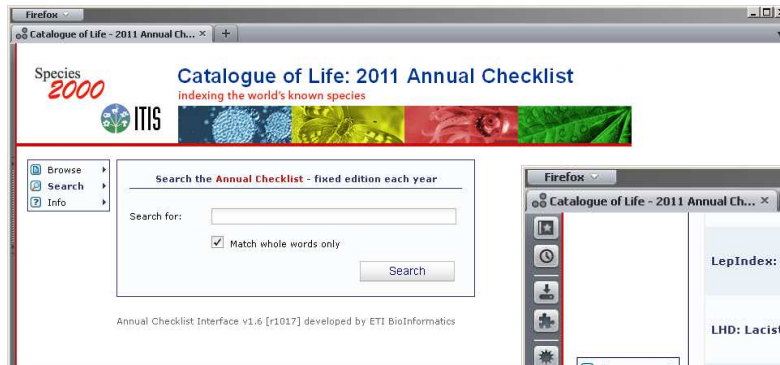 Firefox
Catalogue of Life - 2011 Annual Ch... ×
+
Species
2000
ITIS
Catalogue of Life: 2011 Annual Checklist
indexing the world's known species
Browse
Search
Info
Search the Annual Checklist - fixed edition each year
Search for:
Match whole words only
Search
Annual Checklist Interface v1.6 [r1017] developed by ETI BioInformatics
Firefox
Catalogue of Life - 2011 Annual Ch... ×
LepIndex:
LHD: Lacist